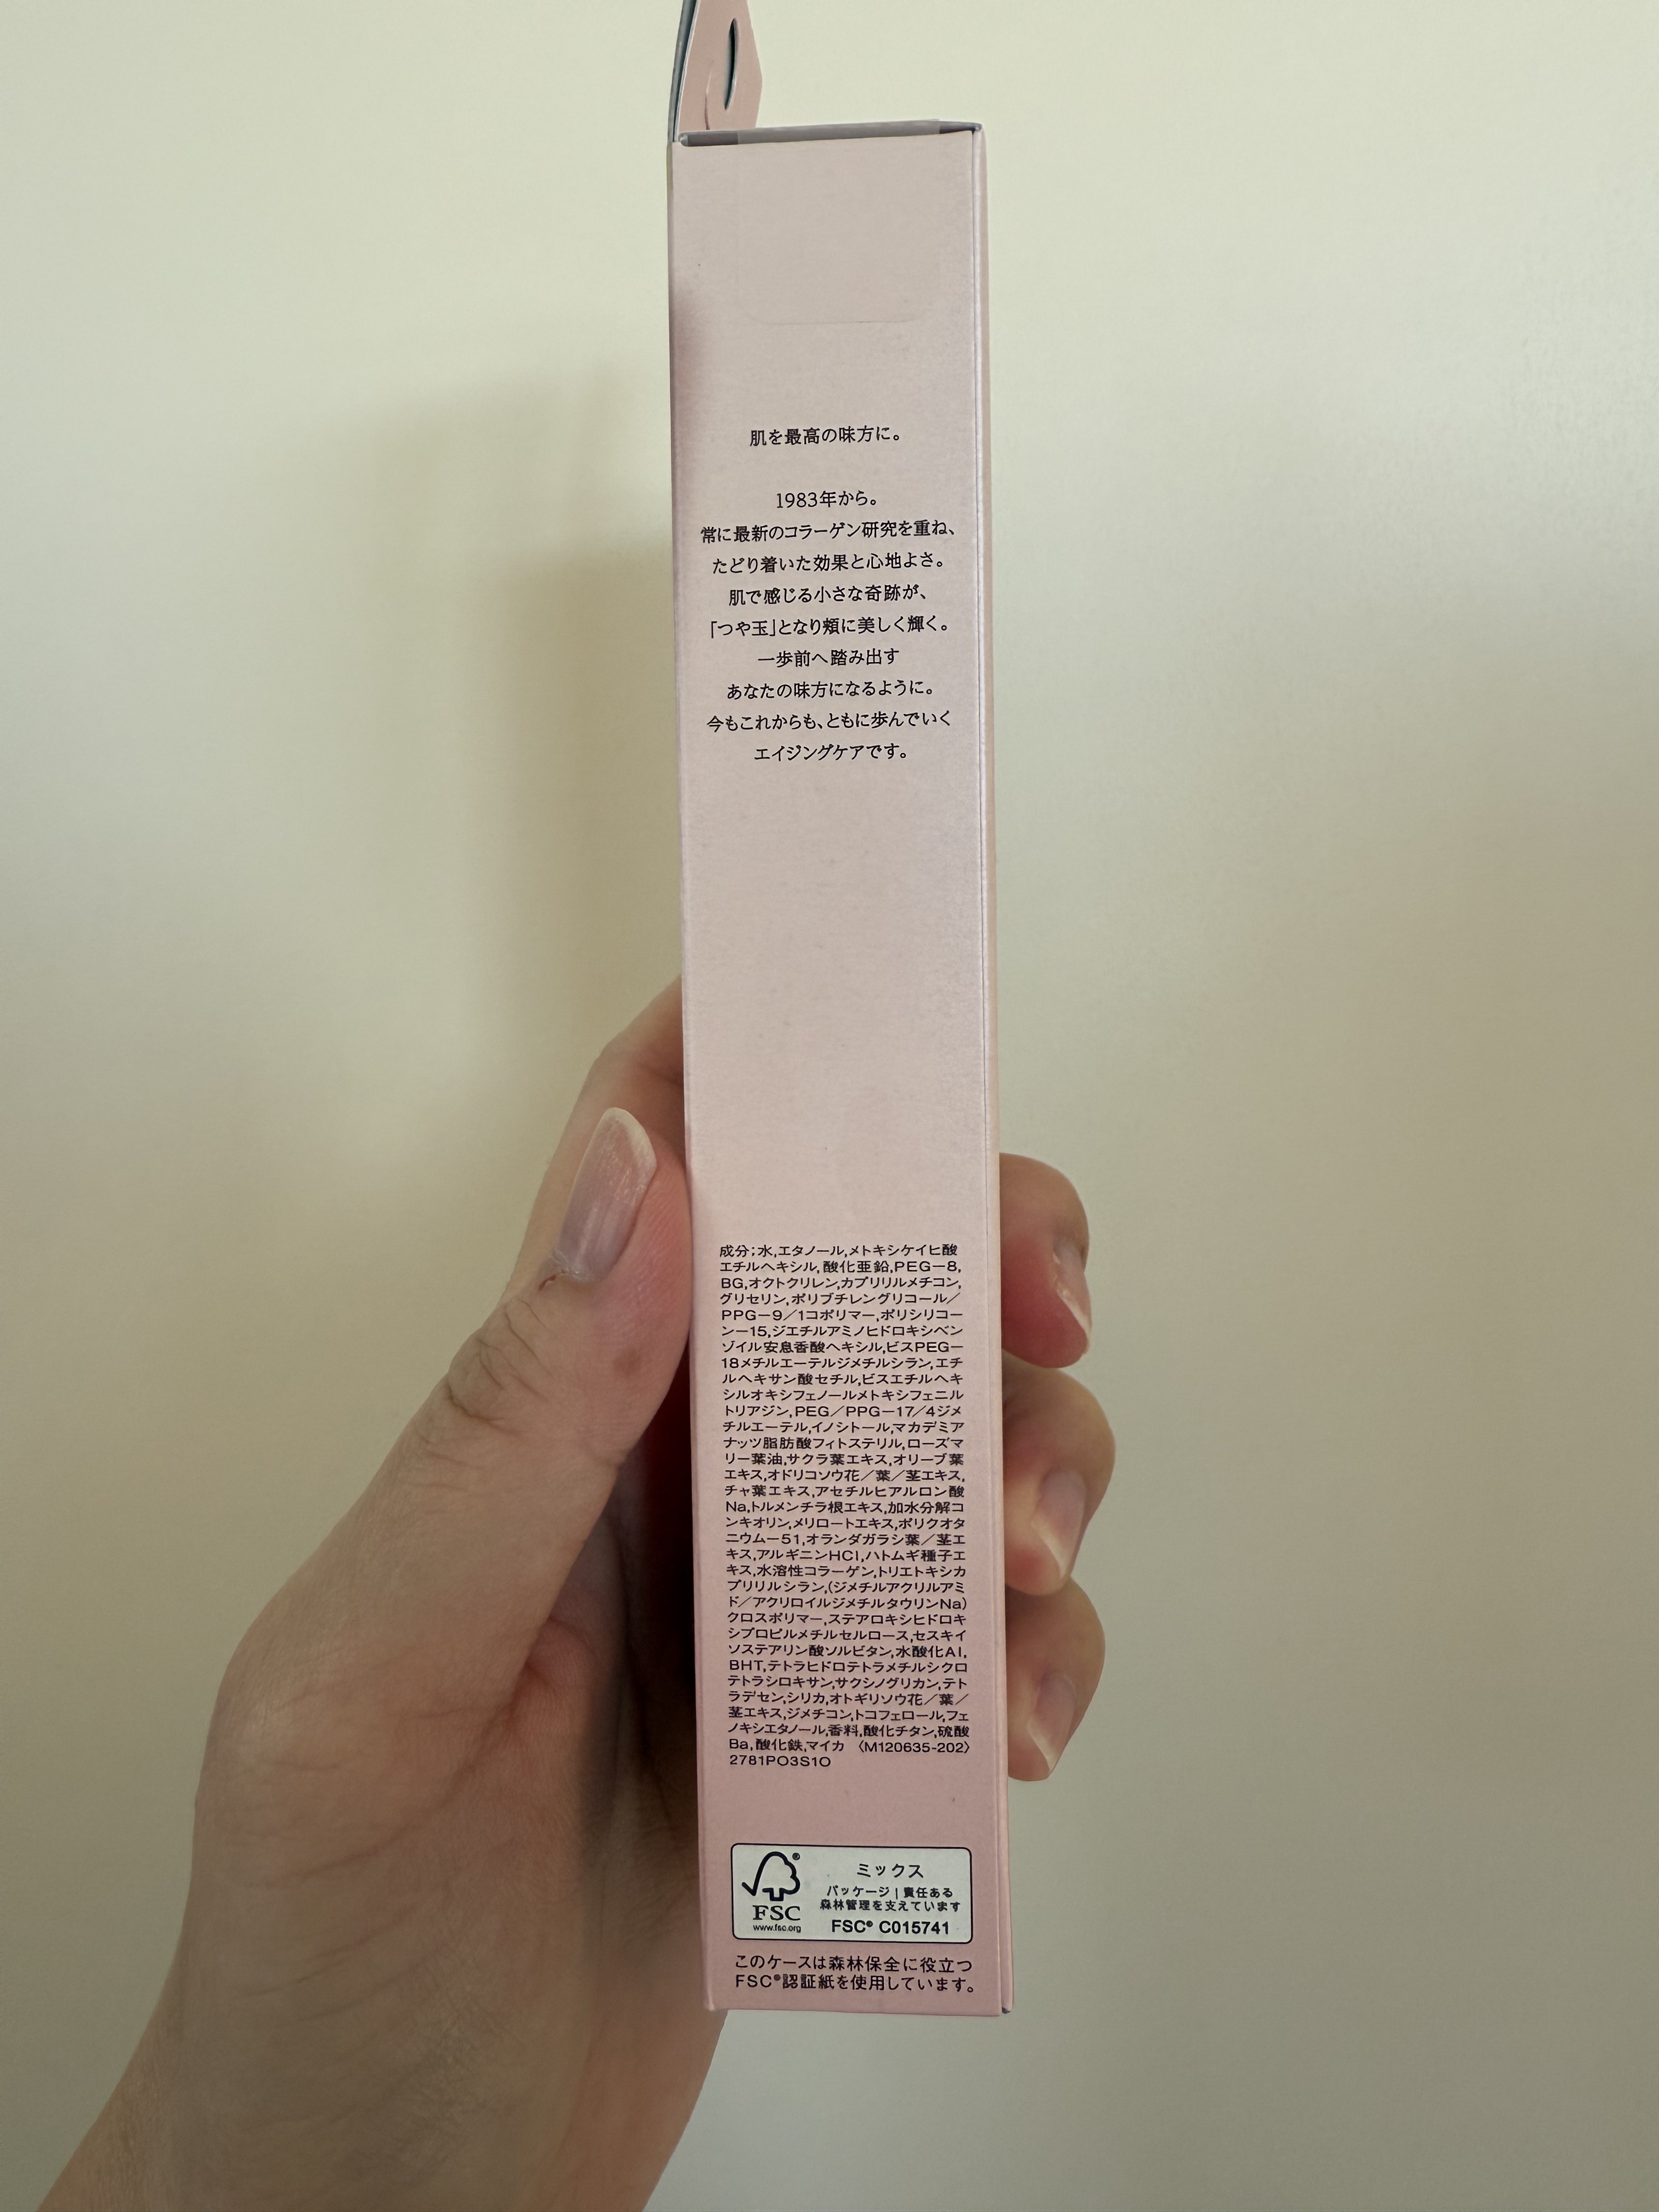 肌を最高の味方に。
1983年から。
常に最新のコラーゲン研究を重ね、
たどり着いた効果と心地よさ。
肌で感じる小さな奇跡が、
「つや玉」となり頰に美しく輝く。
一歩前へ踏み出す
あなたの味方になるように。
今もこれからも、ともに歩んでいく
エイジングケアです。
成分;水,エタノール,メトキシケイヒ酸
エチルヘキシル,酸化亜鉛,PEG－8,
BG,オクトクリレン,カプリリルメチコン,
グリセリン,ポリブチレングリコール／
PPG－9／1コポリマー,ポリシリコー
ン－15,ジエチルアミノヒドロキシベン
ゾイル安息香酸ヘキシル,ビスPEG－
18メチルエーテルジメチルシラン,エチ
ルヘキサン酸セチル,ビスエチルヘキ
シルオキシフェノールメトキシフェニル
トリアジン,PEG／PPG－17／4ジメ
チルエーテル,イノシトール,マカデミア
ナッツ脂肪酸フィトステリル,ローズマ
リー葉油,サクラ葉エキス,オリーブ葉
エキス,オドリコソウ花／葉／茎エキス,
チャ葉エキス,アセチルヒアルロン酸
Na,トルメンチラ根エキス,加水分解コ
ンキオリン,メリロートエキス,ポリクオタ
ニウム－51,オランダガラシ葉／茎エ
キス,アルギニンHCl,ハトムギ種子エ
キス,水溶性コラーゲン,トリエトキシカ
プリリルシラン,(ジメチルアクリルアミ
ド／アクリロイルジメチルタウリンNa)
クロスポリマー,ステアロキシヒドロキ
シプロピルメチルセルロース,セスキイ
ソステアリン酸ソルビタン,水酸化Al,
BHT,テトラヒドロテトラメチルシクロ
テトラシロキサン,サクシノグリカン,テト
ラデセン,シリカ,オトギリソウ花／葉／
茎エキス,ジメチコン,トコフェロール,フェ
ノキシエタノール,香料,酸化チタン,硫酸
Ba,酸化鉄,マイカ 〈M120635-202〉
2781PO3S1O
FSC®
www.fsc.org
ミックス
パッケージ｜責任ある
森林管理を支えています
FSC® C015741
このケースは森林保全に役立つ
FSC®認証紙を使用しています。